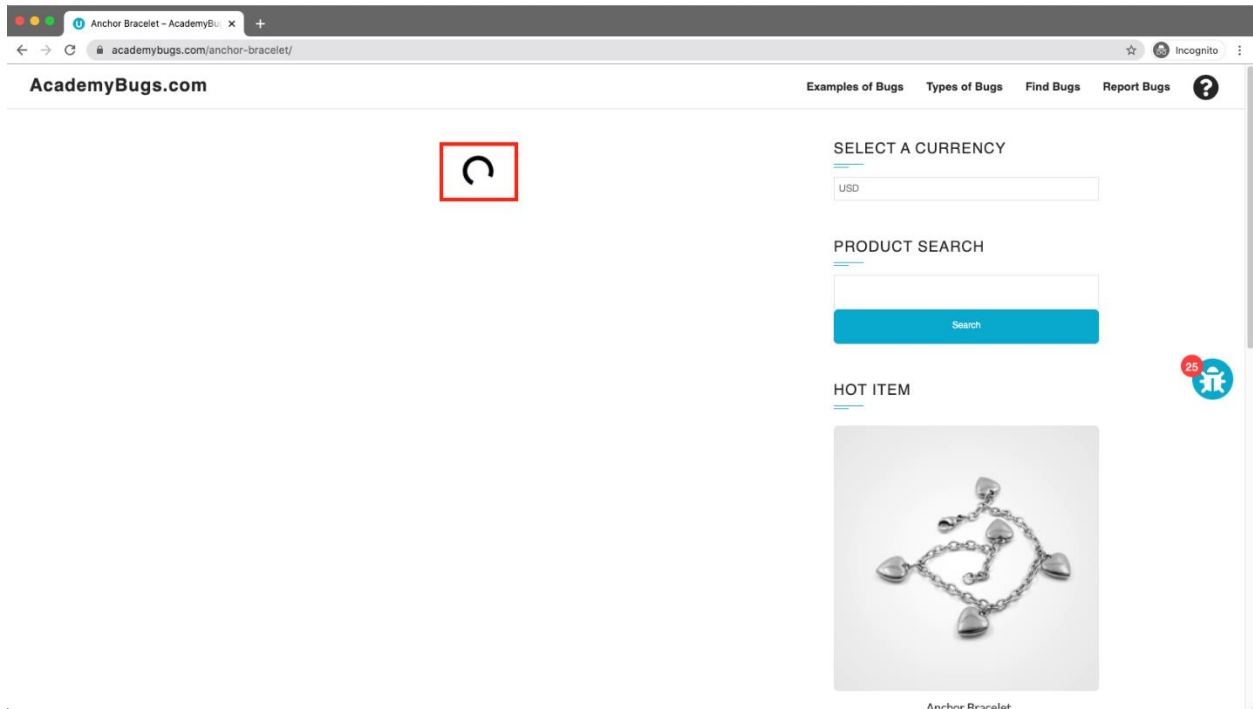 Anchor Bracelet – AcademyBu
academybugs.com/anchor-bracelet/
Incognito
AcademyBugs.com
Examples of Bugs Types of Bugs Find Bugs Report Bugs ?
SELECT A CURRENCY
USD
PRODUCT SEARCH
Search
25
HOT ITEM
Anchor Bracelet